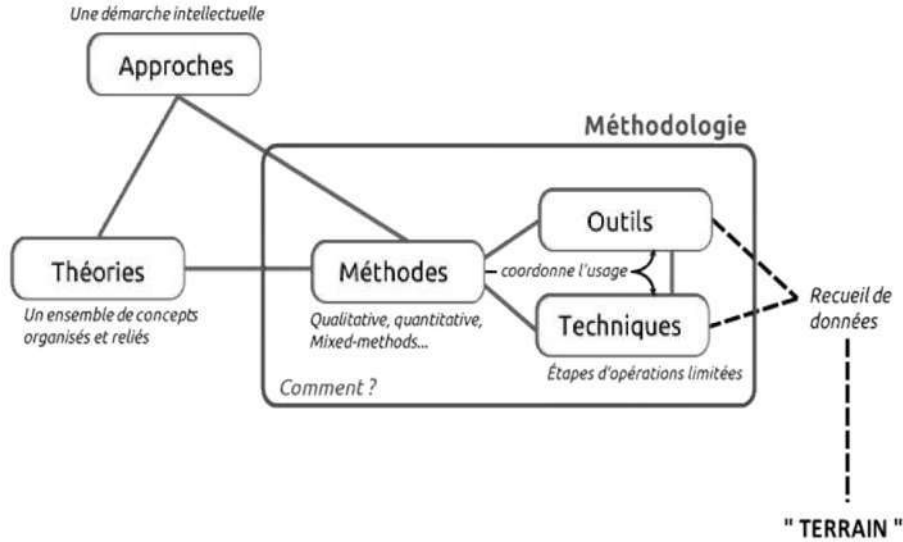 Une démarche intellectuelle
Approches
Méthodologie
Outils
Théories
Méthodes
coordonne l'usage
Un ensemble de concepts
organisés et reliés
Qualitative, quantitative,
Mixed-methods...
Techniques
Étapes d'opérations limitées
Comment ?
Recueil de
données
" TERRAIN "